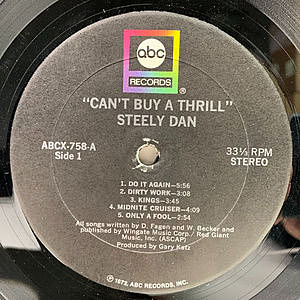 abc
RECORDS
"CAN'T BUY A THRILL"
STEELY DAN
ABCX-758-A
Side 1
33⅓ RPM
STEREO
1. DO IT AGAIN—5:56
2. DIRTY WORK—3:08
3. KINGS—3:45
4. MIDNITE CRUISER—4:09
5. ONLY A FOOL—2:54
All songs written by D. Fagen and W. Becker and
published by Wingate Music Corp./ Red Giant
Music, Inc. (ASCAP)
Produced by Gary Katz
©1972, ABC RECORDS, INC.